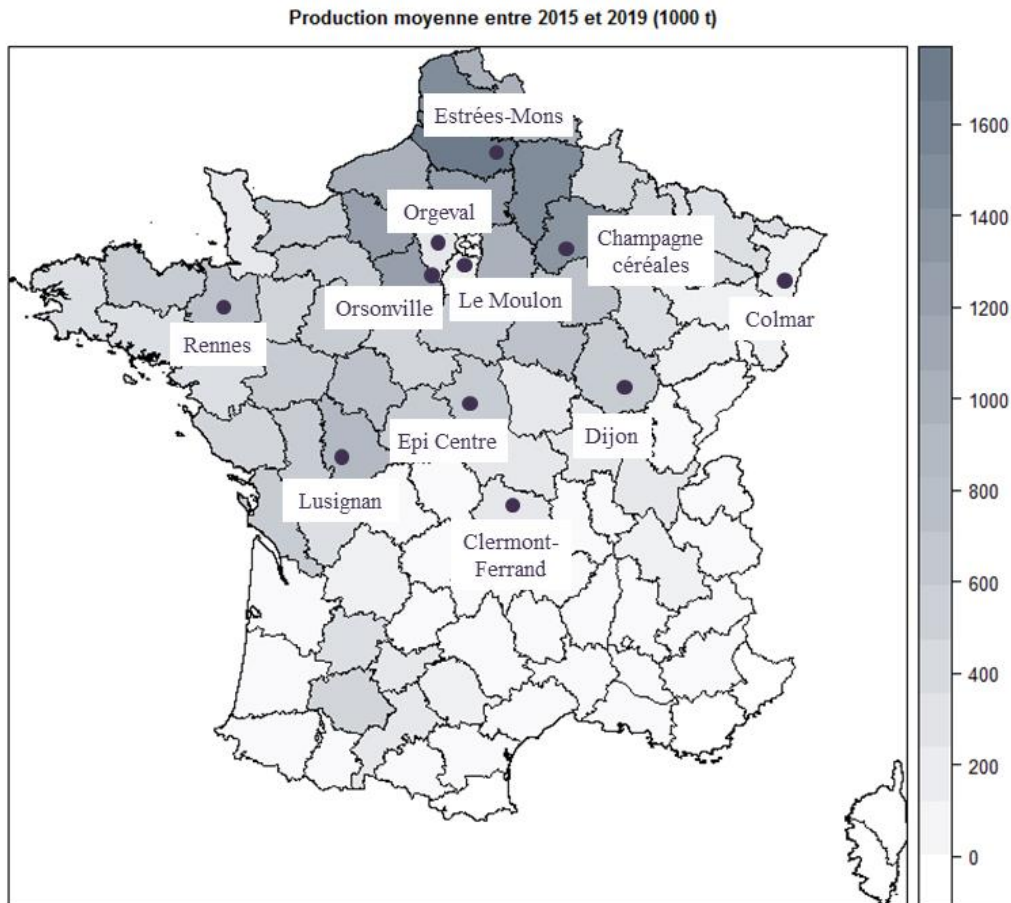 Production moyenne entre 2015 et 2019 (1000 t)
Estrées-Mons
Orgeval
Champagne
céréales
Orsonville
Le Moulon
Colmar
Rennes
Epi Centre
Dijon
Lusignan
Clermont-
Ferrand
1600
1400
1200
1000
800
600
400
200
0